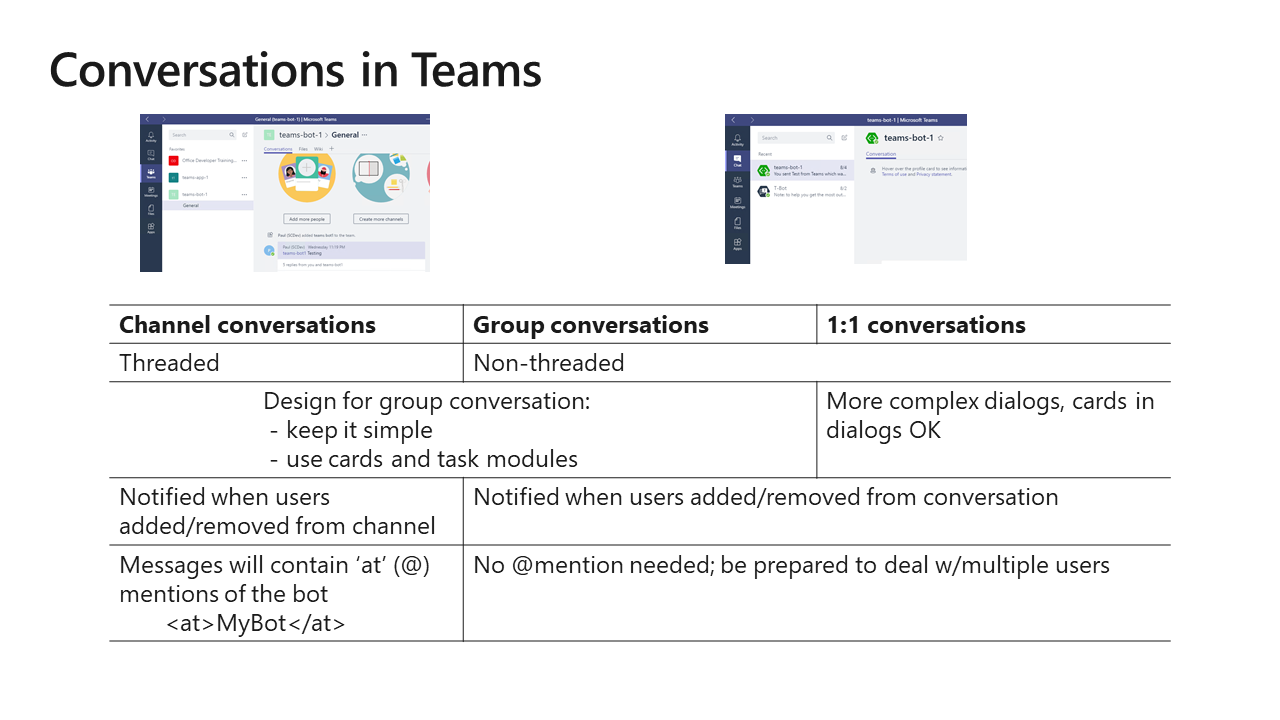 Conversations in Teams
General (teams-bot-1) | Microsoft Teams
Search
Activity
Chat
Teams
Meetings
Files
Apps
Favorites
Office Developer Training...
teams-app-1
teams-bot-1
General
teams-bot-1 > General ...
Conversations Files Wiki +
Add more people
Create more channels
Paul (SCDev) added teams bot1 to the team.
Paul (SCDev) Wednesday 11:19 PM
teams bot1 Testing
teams-bot-1 | Microsoft Teams
Search
Activity
Chat
Teams
Meetings
Files
Apps
Recent
teams-bot-1 8/4
You sent Text from Teams which wa...
T-Bot 8/2
Note: to help you get the most out...
teams-bot-1
Conversation
Hover over the profile card to see
Terms of use and Privacy statement.
Channel conversations Group conversations 1:1 conversations
Threaded Non-threaded
Design for group conversation:
- keep it simple
- use cards and task modules
More complex dialogs, cards in
dialogs OK
Notified when users
added/removed from channel
Notified when users added/removed from conversation
Messages will contain ‘at’ (@)
mentions of the bot
<at>MyBot</at>
No @mention needed; be prepared to deal w/multiple users